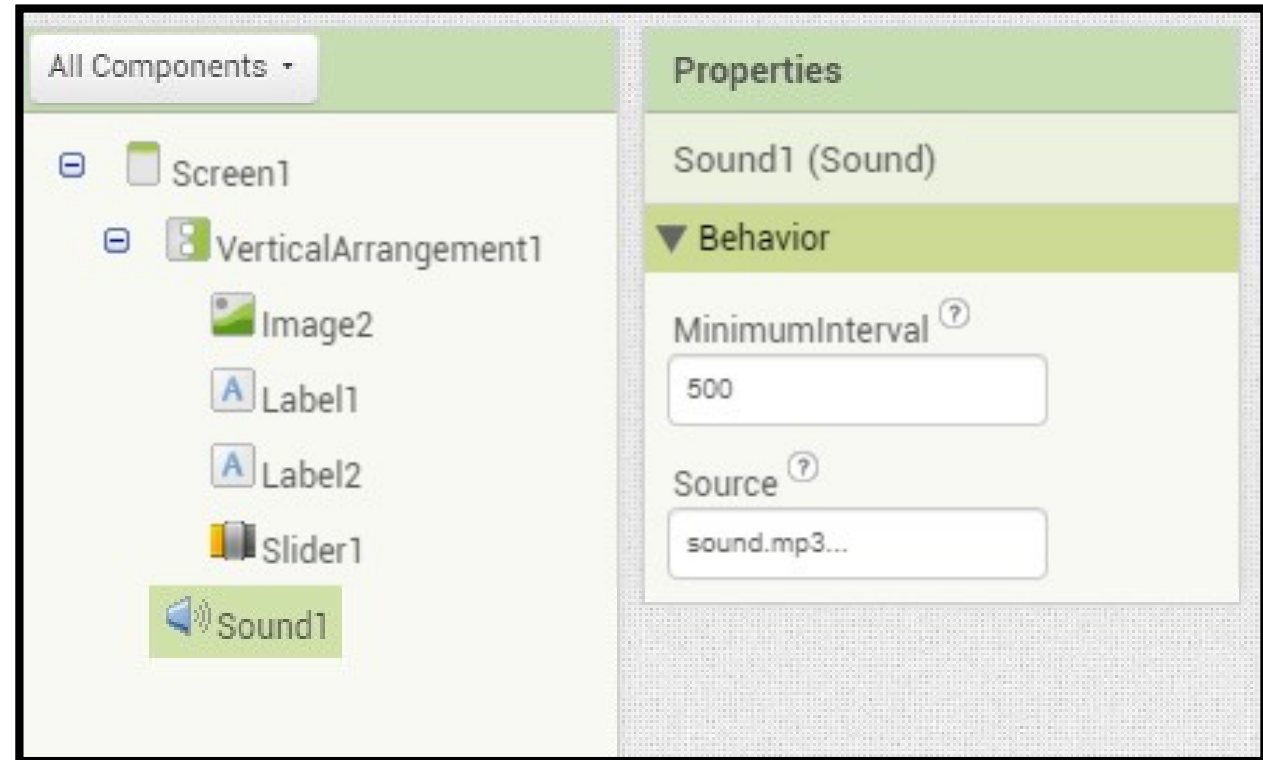 All Components
Screen1
VerticalArrangement1
Image2
A Label1
A Label2
Slider1
Sound1
Properties
Sound1 (Sound)
Behavior
MinimumInterval ?
500
Source ?
sound.mp3...